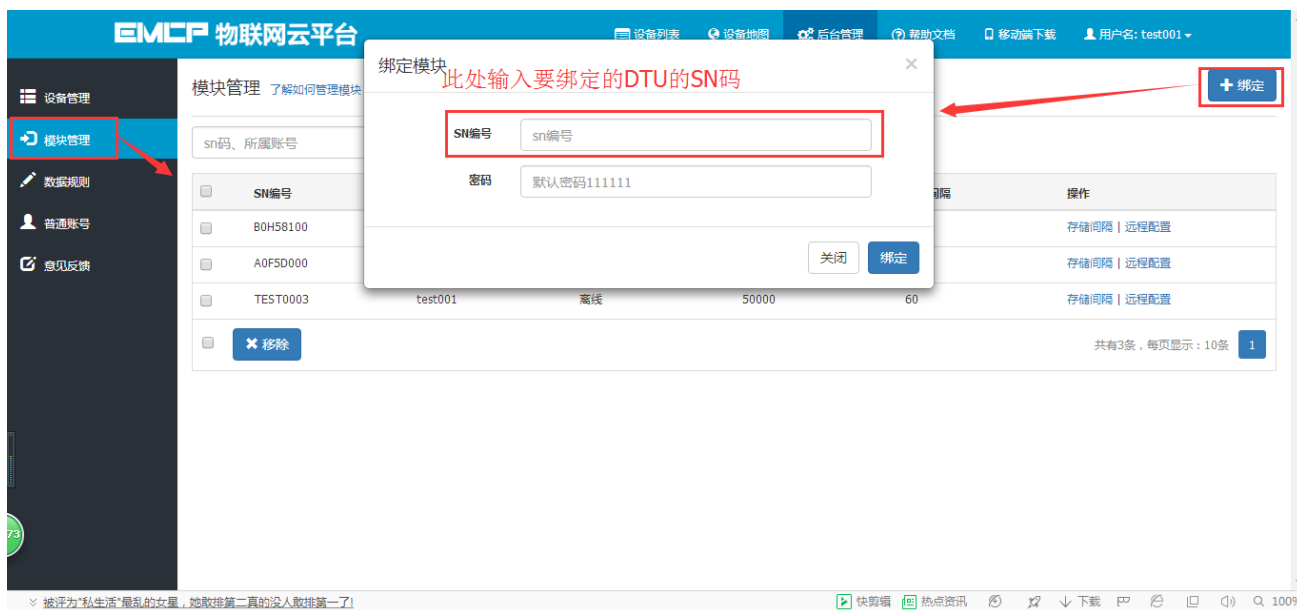 EMCP 物联网云平台
设备列表 设备地图 后台管理 帮助文档 移动端下载 用户名: test001
绑定模块
×
此处输入要绑定的DTU的SN码
模块管理 了解如何管理模块
绑定
设备管理
模块管理
数据规则
普通账号
意见反馈
sn码、所属账号
SN编号 sn编号
密码 默认密码111111
关闭 绑定
SN编号 间隔 操作
B0H58100 存储间隔 | 远程配置
A0F5D000 存储间隔 | 远程配置
TEST0003 test001 离线 50000 60 存储间隔 | 远程配置
移除 共有3条，每页显示：10条 1
73
被评为"私生活"最乱的女星，她敢排第二真的没人敢排第一了! 快剪辑 热点资讯 下载 100%